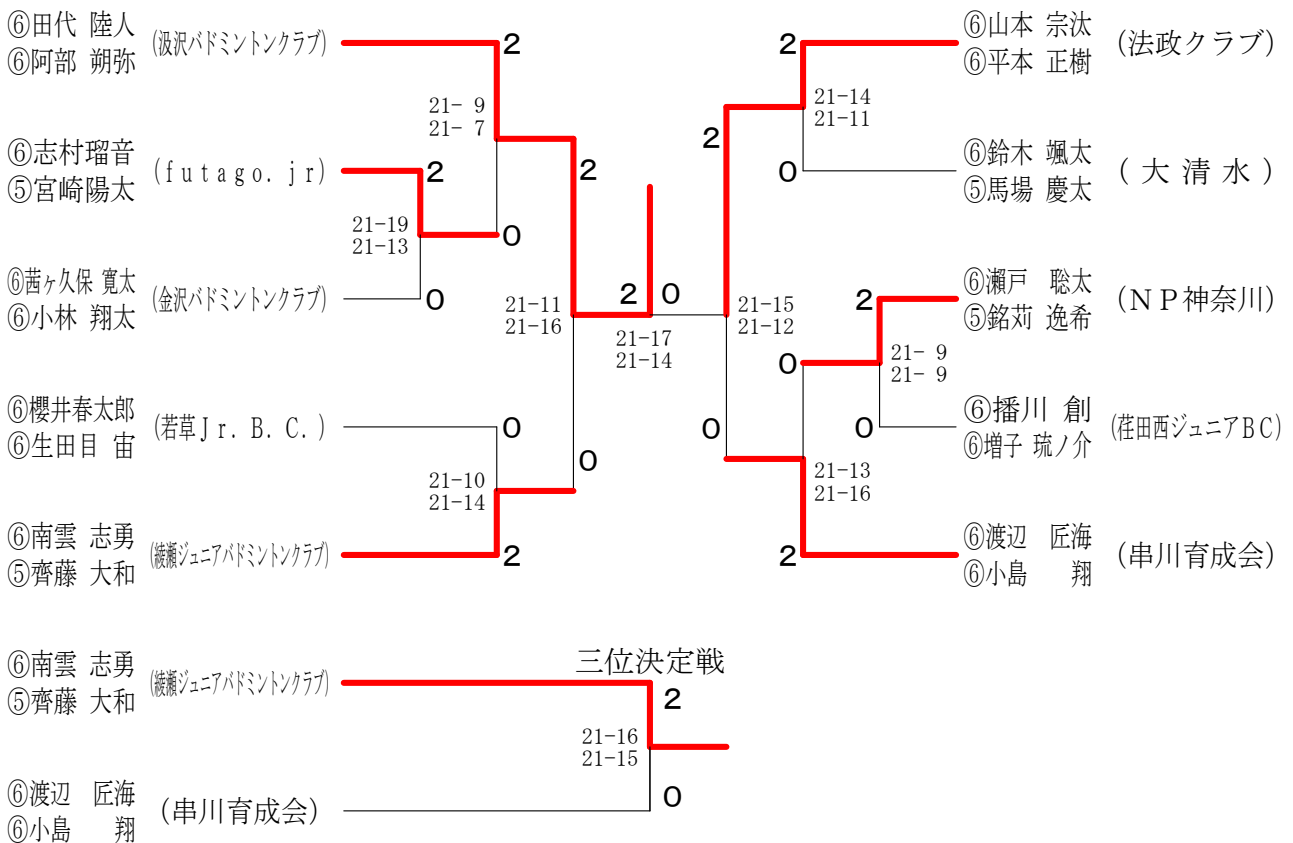 ⑥田代 陸人
⑥阿部 朔弥
(汲沢バドミントンクラブ)
2
21- 9
21- 7
⑥志村瑠音
⑤宮崎陽太
(futago.jr)
2
2
0
21-19
21-13
⑥茜ヶ久保 寛太
⑥小林 翔太
(金沢バドミントンクラブ)
0
21-11
21-16
2
0
21-17
21-14
⑥櫻井春太郎
⑥生田目 宙
(若草Jr.B.C.)
0
0
21-10
21-14
⑥南雲 志勇
⑤齊藤 大和
(綾瀬ジュニアバドミントンクラブ)
2
⑥山本 宗汰
⑥平本 正樹
(法政クラブ)
2
21-14
21-11
2
⑥鈴木 颯太
⑤馬場 慶太
(大清水)
0
⑥瀬戸 聡太
⑤銘苅 逸希
(NP神奈川)
2
21-15
21-12
0
21- 9
21- 9
⑥播川 創
⑥増子 琉ノ介
(荏田西ジュニアBC)
0
0
21-13
21-16
⑥渡辺 匠海
⑥小島 翔
(串川育成会)
2
三位決定戦
⑥南雲 志勇
⑤齊藤 大和
(綾瀬ジュニアバドミントンクラブ)
2
21-16
21-15
⑥渡辺 匠海
⑥小島 翔
(串川育成会)
0